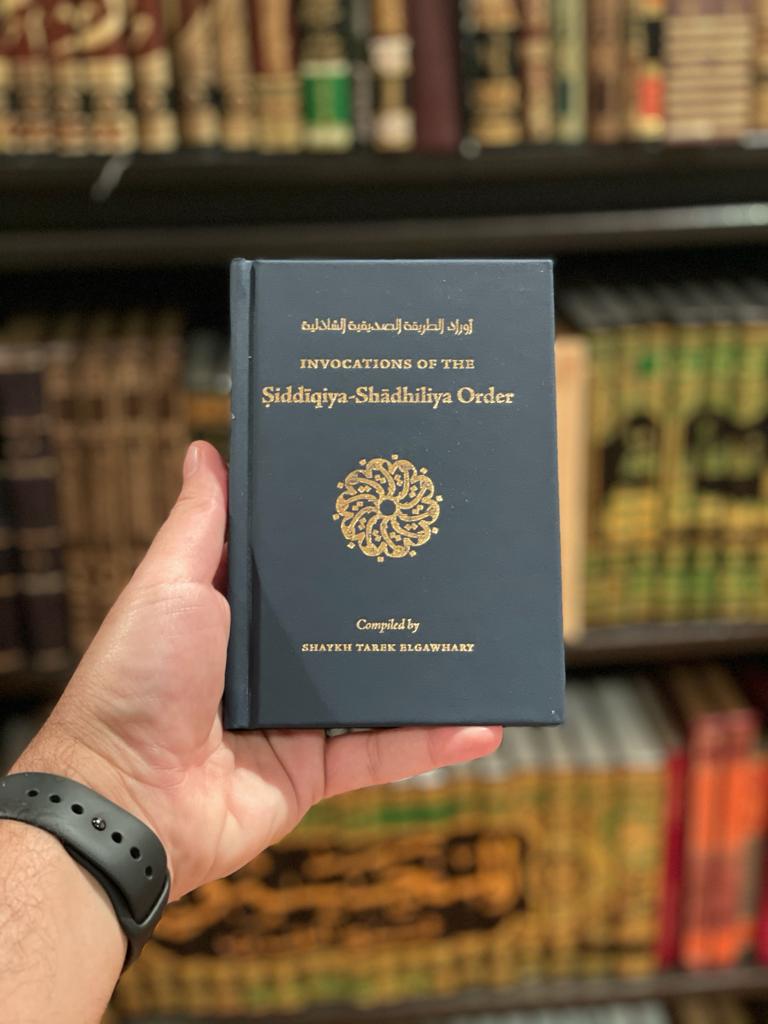 أوراد الطريقة الصديقية الشاذلية
INVOCATIONS OF THE
Ṣiddīqiya-Shādhiliya Order
Compiled by
SHAYKH TAREK ELGAWHARY